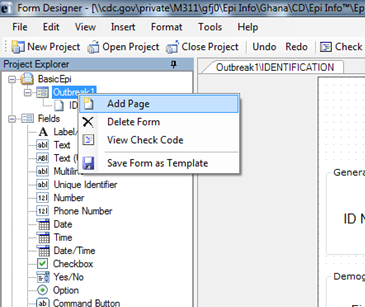 Form Designer - [\\cdc.gov\private\M311\gfj0\Epi Info\Ghana\CD\Epi Info™\Ep
File Edit View Insert Format Tools Help
New Project Open Project Close Project Undo Redo Check
Project Explorer
BasicEpi
Outbreak1
ID
Fields
Label/
Text
Text (U
Multilin
Unique Identifier
Number
Phone Number
Date
Time
Date/Time
Checkbox
Yes/No
Option
Command Button
Add Page
Delete Form
View Check Code
Save Form as Template
Outbreak1\IDENTIFICATION
Genera
ID N
Demog